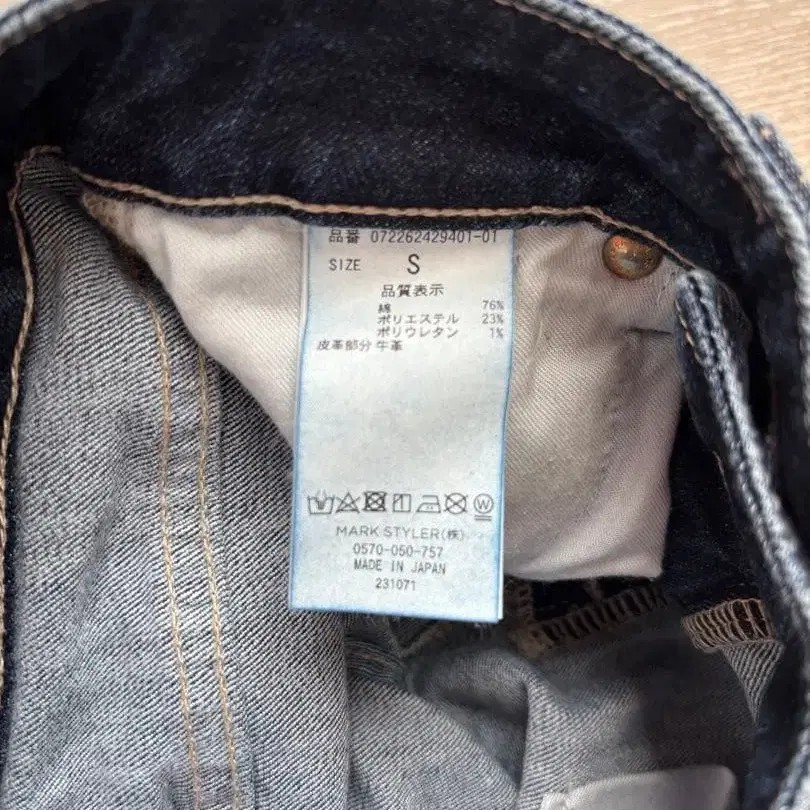 品番 072262429401-01
SIZE S
品質表示
綿 76%
ポリエステル 23%
ポリウレタン 1%
皮革部分 牛革
W
MARK STYLER(株)
0570-050-757
MADE IN JAPAN
231071